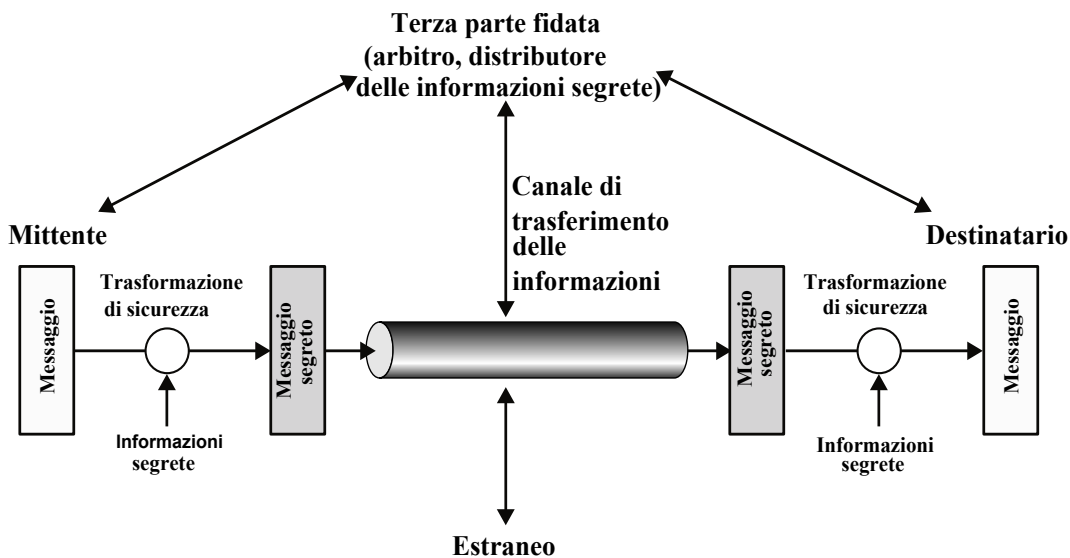 Terza parte fidata
(arbitro, distributore
delle informazioni segrete)
Canale di
trasferimento
delle
informazioni
Mittente
Destinatario
Messaggio
Trasformazione
di sicurezza
Informazioni
segrete
Messaggio
segreto
Messaggio
segreto
Trasformazione
di sicurezza
Informazioni
segrete
Messaggio
Estraneo